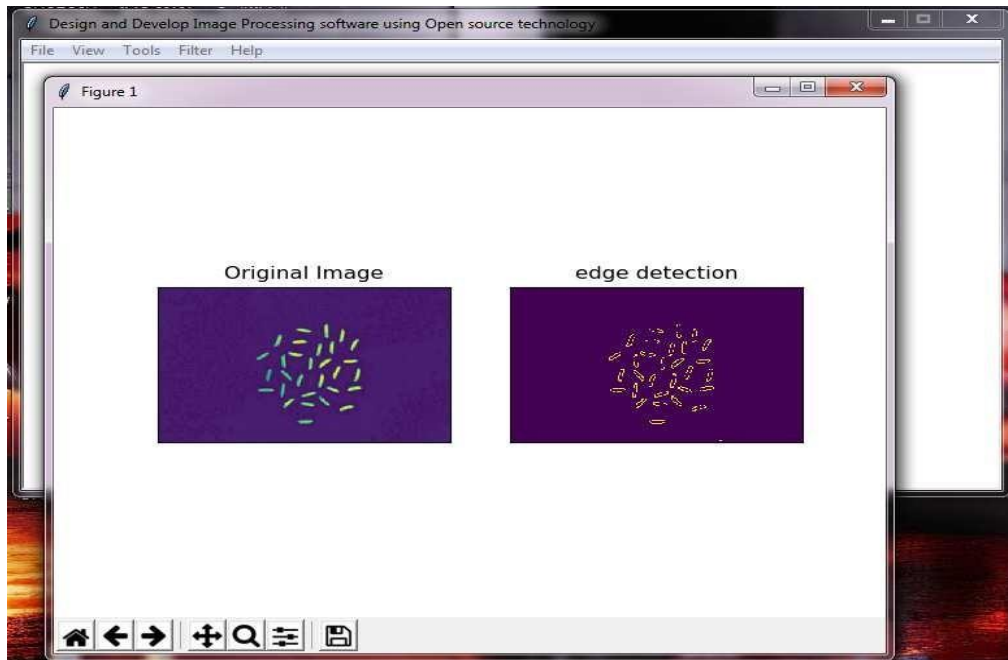 Design and Develop Image Processing software using Open source technology
File View Tools Filter Help
Figure 1
Original Image
edge detection